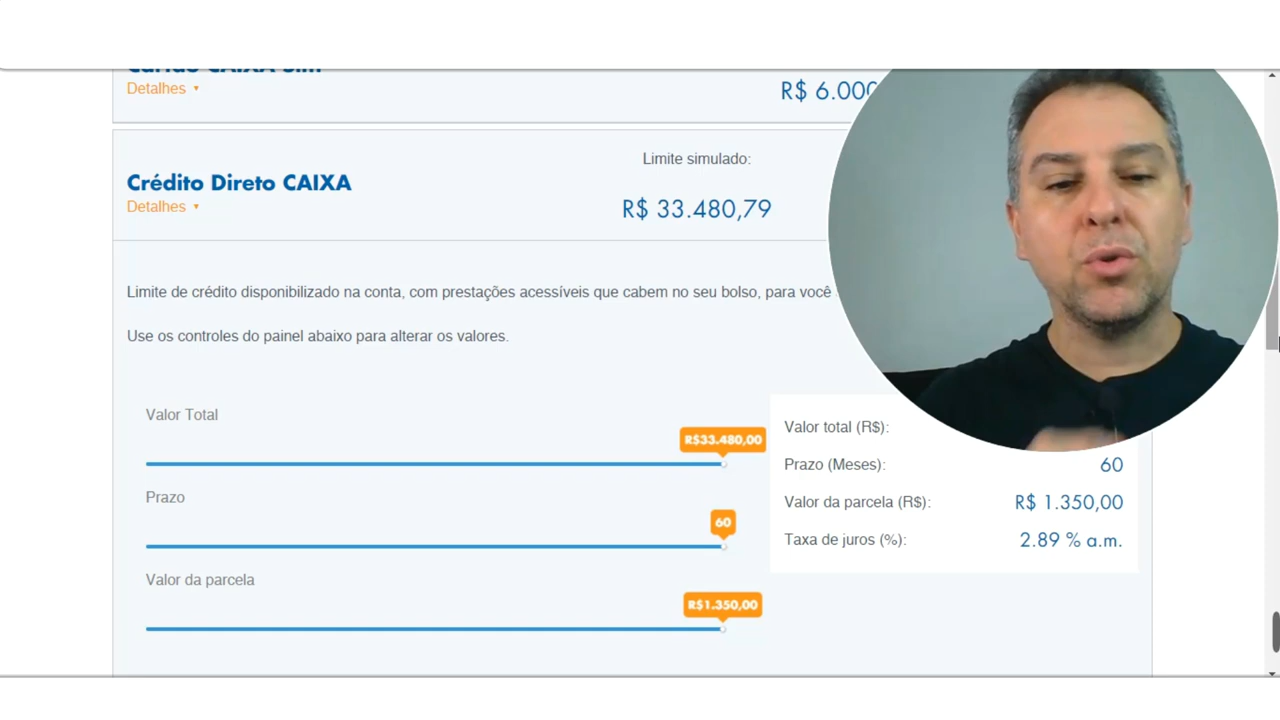 Detalhes
R$ 6.000
Crédito Direto CAIXA
Detalhes
Limite simulado:
R$ 33.480,79
Limite de crédito disponibilizado na conta, com prestações acessíveis que cabem no seu bolso, para você
Use os controles do painel abaixo para alterar os valores.
Valor Total
R$33.480,00
Prazo
60
Valor da parcela
R$1.350,00
Valor total (R$):
Prazo (Meses): 60
Valor da parcela (R$): R$ 1.350,00
Taxa de juros (%): 2.89 % a.m.